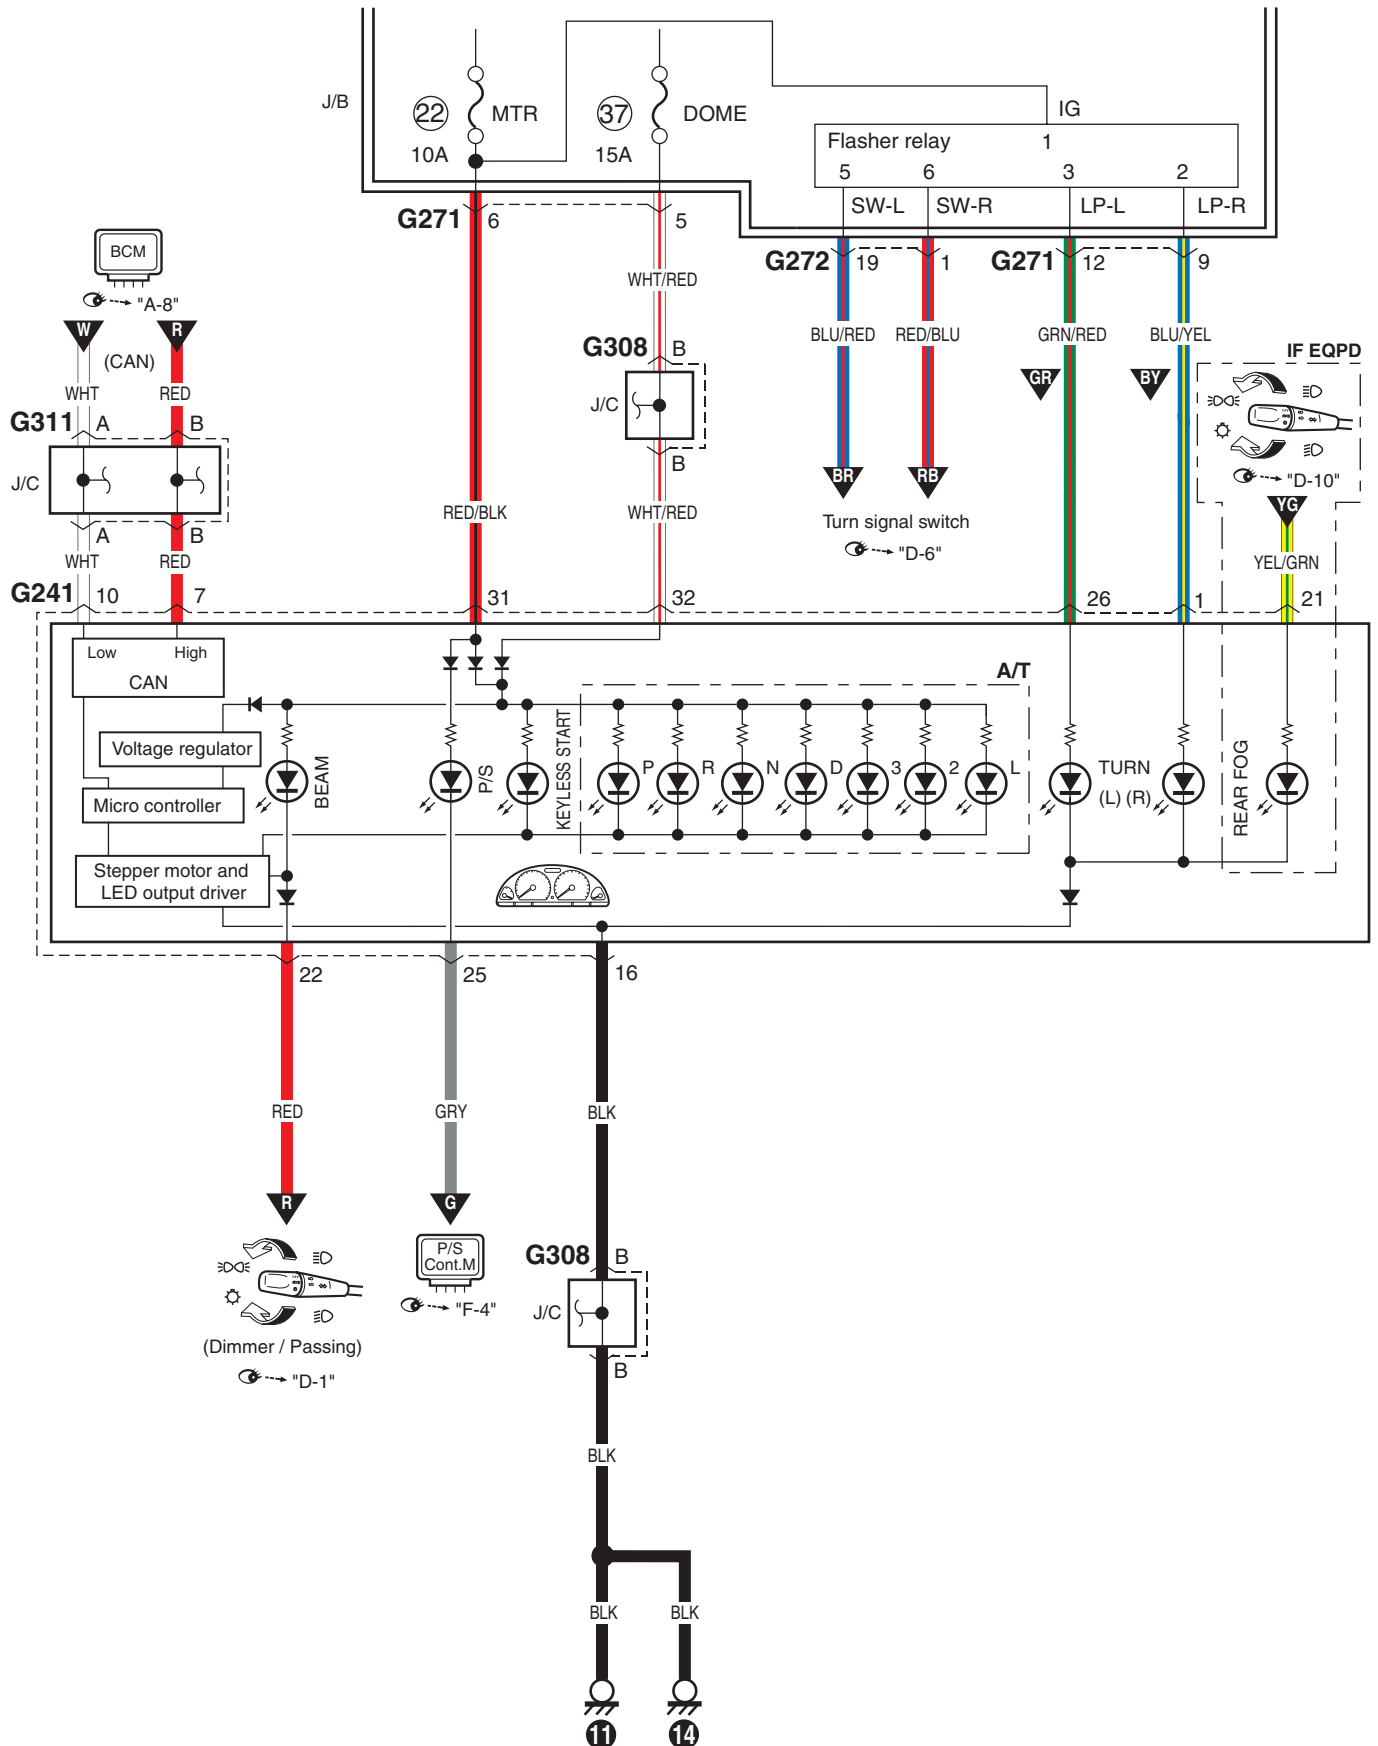 J/B
22 MTR
10A
37 DOME
15A
IG
Flasher relay 1
5 6 3 2
SW-L SW-R LP-L LP-R
G271 6 5
G272 19 1
G271 12 9
BCM
"A-8"
W R
(CAN)
WHT RED
G311 A B
J/C
A B
WHT RED
G241 10 7
WHT/RED
G308 B
J/C
B
RED/BLK WHT/RED
31 32
BLU/RED RED/BLU GRN/RED BLU/YEL
GR BY
BR RB
Turn signal switch
"D-6"
IF EQPD
OFF
"D-10"
YG
YEL/GRN
26 1 21
Low High
CAN
Voltage regulator
Micro controller
Stepper motor and
LED output driver
BEAM
P/S
KEYLESS START
A/T
P R N D 3 2 L
TURN
(L) (R)
REAR FOG
22 25 16
RED GRY BLK
R G
OFF
(Dimmer / Passing)
"D-1"
P/S
Cont.M
"F-4"
G308 B
J/C
B
BLK
BLK BLK
11 14